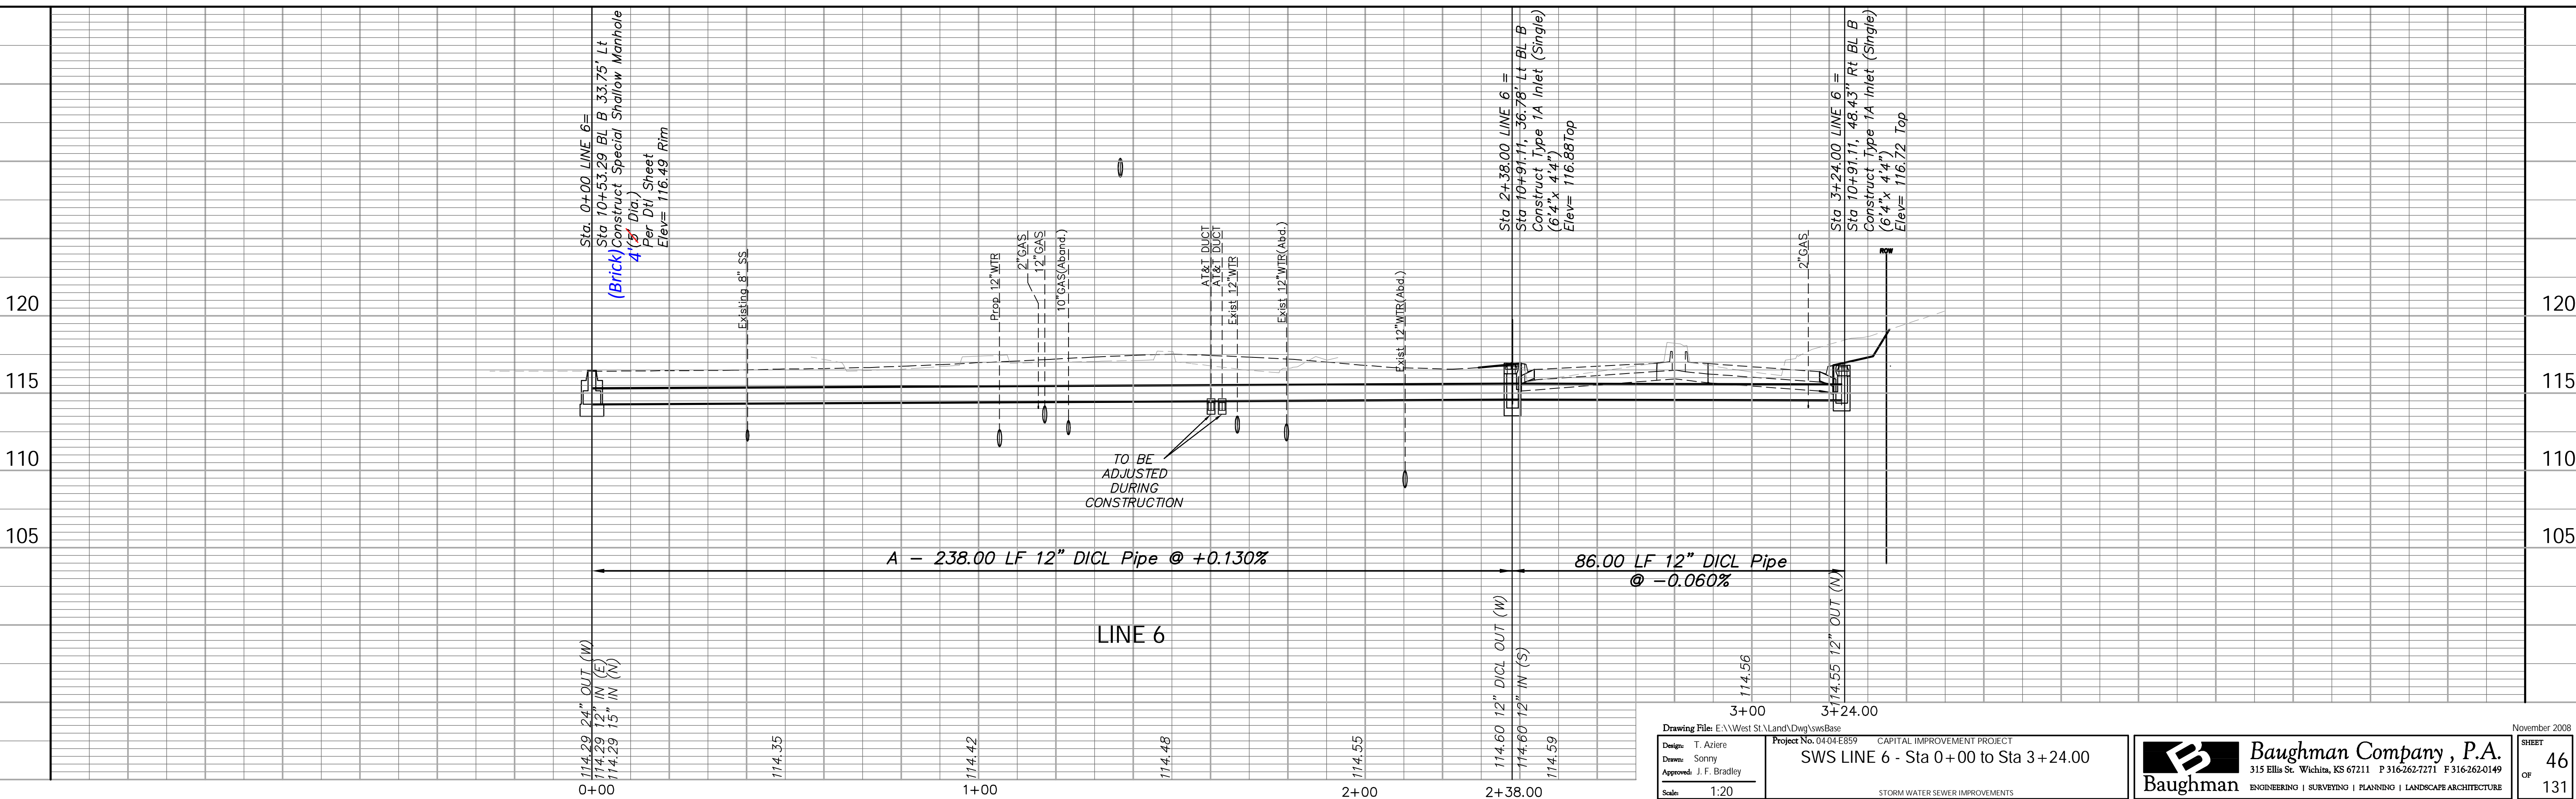 Sta. 0+00 LINE 6=
Sta 10+53.29 BL B 33.75' Lt
Construct Special Shallow Manhole
(5' Dia.)
Per Dtl Sheet
Elev= 116.49 Rim
(Brick)
4'
Existing 8" SS
Prop 12"WTR
2"GAS
12"GAS
10"GAS(Aband.)
AT&T DUCT
AT&T DUCT
Exist 12"WTR
Exist 12"WTR(Abd.)
Exist 12"WTR(Abd.)
Sta 2+38.00 LINE 6 =
Sta 10+91.11, 36.78' Lt BL B
Construct Type 1A Inlet (Single)
(6'4"x 4'4")
Elev= 116.88Top
2"GAS
Sta 3+24.00 LINE 6 =
Sta 10+91.11, 48.43" Rt BL B
Construct Type 1A Inlet (Single)
(6'4"x 4'4")
Elev= 116.72 Top
ROW
120
115
110
105
120
115
110
105
TO BE
ADJUSTED
DURING
CONSTRUCTION
A - 238.00 LF 12" DICL Pipe @ +0.130%
86.00 LF 12" DICL Pipe
@ -0.060%
LINE 6
114.29 24" OUT (W)
114.29 12" IN (E)
114.29 15" IN (N)
114.35
114.42
114.48
114.55
114.60 12" DICL OUT (W)
114.60 12" IN (S)
114.59
114.56
114.55 12" OUT (N)
0+00
1+00
2+00
2+38.00
3+00
3+24.00
Drawing File: E:\\West St.\Land\Dwg\swsBase
November 2008
Design: T. Aziere
Drawn: Sonny
Approved: J. F. Bradley
Scale: 1:20
Project No. 04-04-E859 CAPITAL IMPROVEMENT PROJECT
SWS LINE 6 - Sta 0+00 to Sta 3+24.00
STORM WATER SEWER IMPROVEMENTS
Baughman
Baughman Company, P.A.
315 Ellis St. Wichita, KS 67211 P 316-262-7271 F 316-262-0149
ENGINEERING | SURVEYING | PLANNING | LANDSCAPE ARCHITECTURE
SHEET
46
OF
131